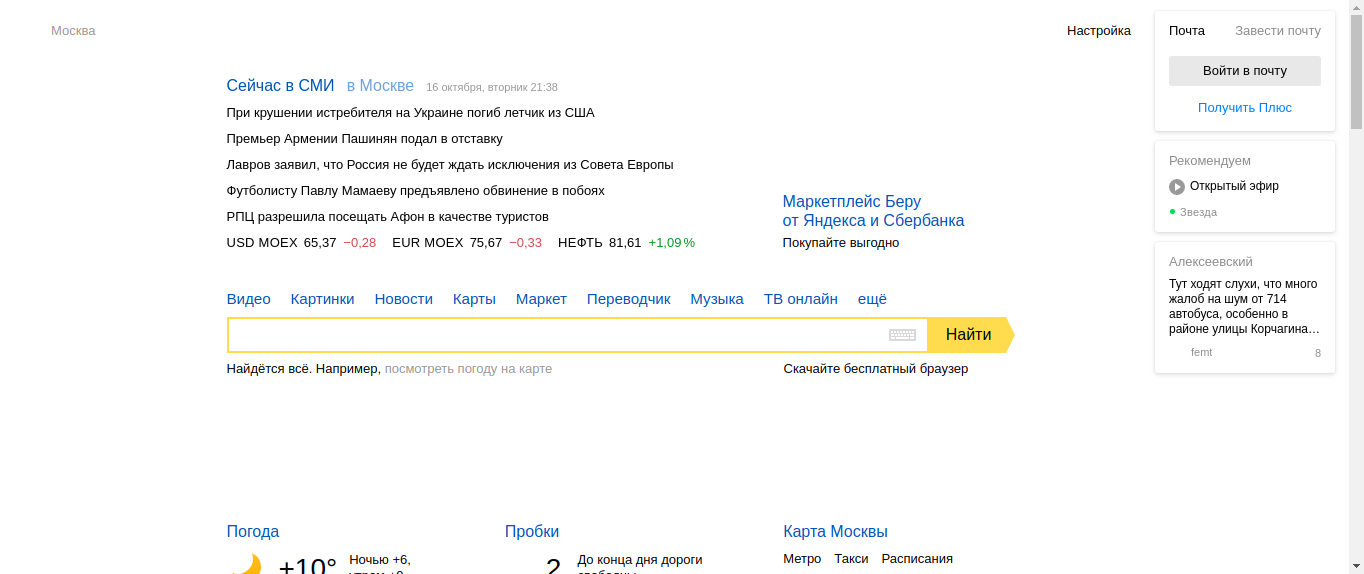 Москва
Настройка
Почта Завести почту
Войти в почту
Получить Плюс
Сейчас в СМИ в Москве 16 октября, вторник 21:38
При крушении истребителя на Украине погиб летчик из США
Премьер Армении Пашинян подал в отставку
Лавров заявил, что Россия не будет ждать исключения из Совета Европы
Футболисту Павлу Мамаеву предъявлено обвинение в побоях
РПЦ разрешила посещать Афон в качестве туристов
USD MOEX 65,37 −0,28 EUR MOEX 75,67 −0,33 НЕФТЬ 81,61 +1,09 %
Маркетплейс Беру
от Яндекса и Сбербанка
Покупайте выгодно
Рекомендуем
Открытый эфир
Звезда
Алексеевский
Тут ходят слухи, что много
жалоб на шум от 714
автобуса, особенно в
районе улицы Корчагина…
femt 8
Видео Картинки Новости Карты Маркет Переводчик Музыка ТВ онлайн ещё
Найти
Найдётся всё. Например, посмотреть погоду на карте
Скачайте бесплатный браузер
Погода
+10° Ночью +6,
Пробки
2 До конца дня дороги
Карта Москвы
Метро Такси Расписания